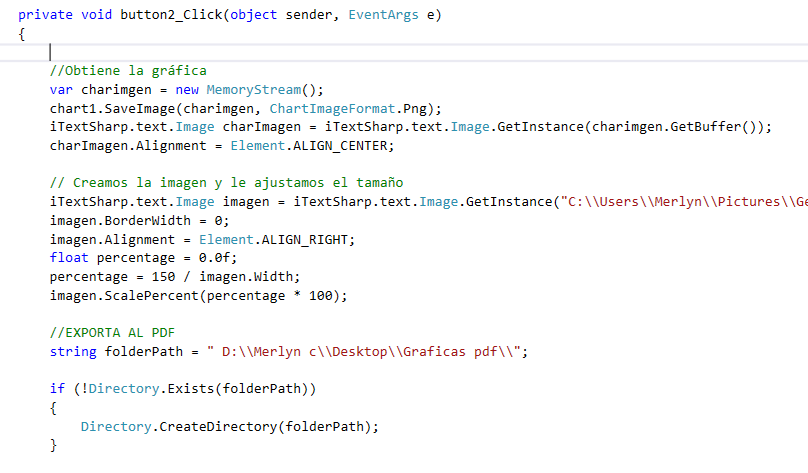 private void button2_Click(object sender, EventArgs e)
{
//Obtiene la gráfica
var charimgen = new MemoryStream();
chart1.SaveImage(charimgen, ChartImageFormat.Png);
iTextSharp.text.Image charImagen = iTextSharp.text.Image.GetInstance(charimgen.GetBuffer());
charImagen.Alignment = Element.ALIGN_CENTER;
// Creamos la imagen y le ajustamos el tamaño
iTextSharp.text.Image imagen = iTextSharp.text.Image.GetInstance("C:\\Users\\Merlyn\\Pictures\\Ge
imagen.BorderWidth = 0;
imagen.Alignment = Element.ALIGN_RIGHT;
float percentage = 0.0f;
percentage = 150 / imagen.Width;
imagen.ScalePercent(percentage * 100);
//EXPORTA AL PDF
string folderPath = " D:\\Merlyn c\\Desktop\\Graficas pdf\\";
if (!Directory.Exists(folderPath))
{
Directory.CreateDirectory(folderPath);
}